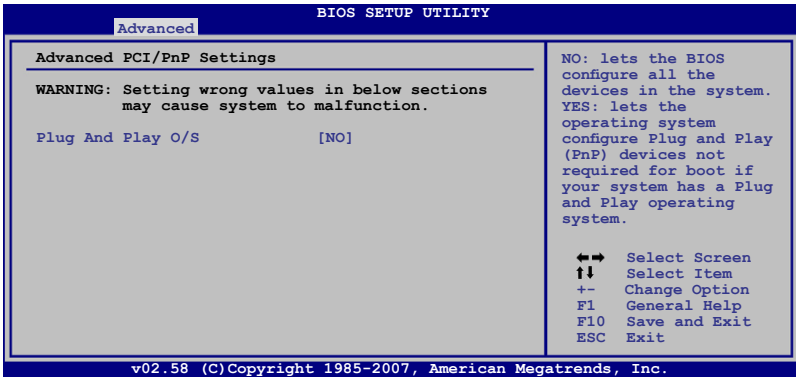 BIOS SETUP UTILITY
Advanced
Advanced PCI/PnP Settings
WARNING: Setting wrong values in below sections
may cause system to malfunction.
Plug And Play O/S [NO]
NO: lets the BIOS
configure all the
devices in the system.
YES: lets the
operating system
configure Plug and Play
(PnP) devices not
required for boot if
your system has a Plug
and Play operating
system.
←→ Select Screen
↑↓ Select Item
+- Change Option
F1 General Help
F10 Save and Exit
ESC Exit
v02.58 (C)Copyright 1985-2007, American Megatrends, Inc.